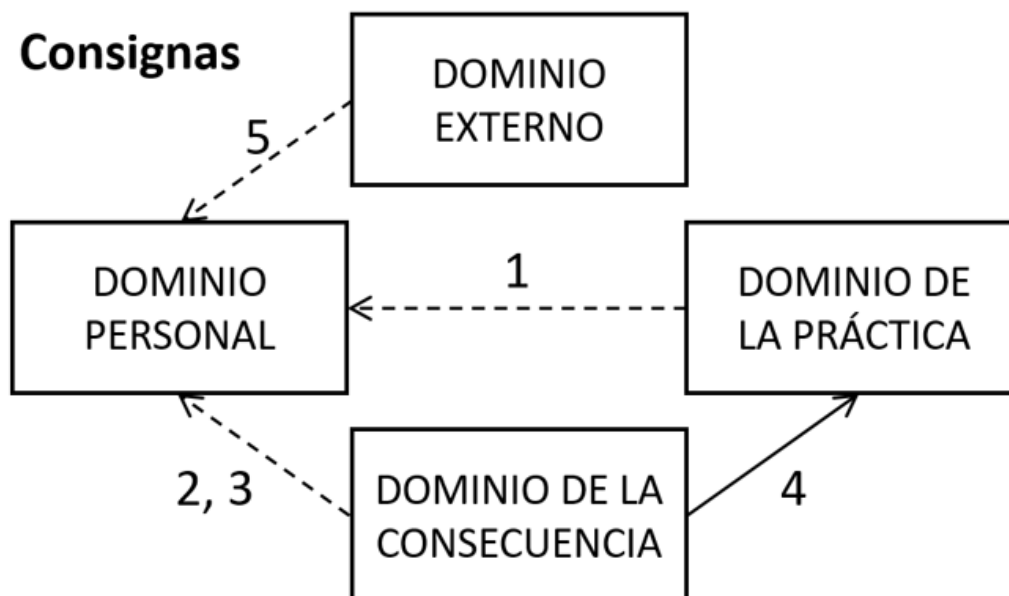 Consignas
DOMINIO
EXTERNO
5
DOMINIO
PERSONAL
1
DOMINIO DE
LA PRÁCTICA
2, 3
DOMINIO DE LA
CONSECUENCIA
4